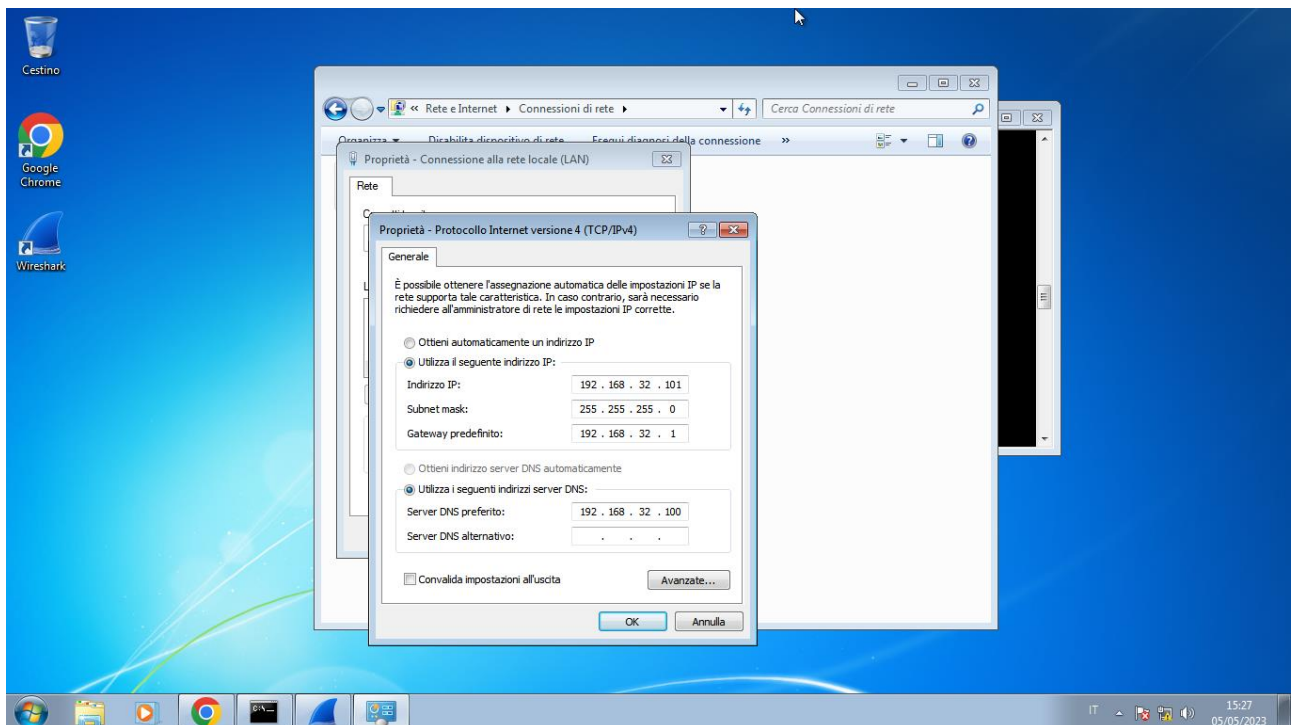 Cestino
Google
Chrome
Wireshark
« Rete e Internet Connessioni di rete
Cerca Connessioni di rete
Organizza Disabilita dispositivo di rete Esegui diagnosi della connessione »
Proprietà - Connessione alla rete locale (LAN)
Rete
Proprietà - Protocollo Internet versione 4 (TCP/IPv4)
Generale
È possibile ottenere l'assegnazione automatica delle impostazioni IP se la
rete supporta tale caratteristica. In caso contrario, sarà necessario
richiedere all'amministratore di rete le impostazioni IP corrette.
Ottieni automaticamente un indirizzo IP
Utilizza il seguente indirizzo IP:
Indirizzo IP: 192 . 168 . 32 . 101
Subnet mask: 255 . 255 . 255 . 0
Gateway predefinito: 192 . 168 . 32 . 1
Ottieni indirizzo server DNS automaticamente
Utilizza i seguenti indirizzi server DNS:
Server DNS preferito: 192 . 168 . 32 . 100
Server DNS alternativo: . . .
Convalida impostazioni all'uscita
Avanzate...
OK Annulla
IT
15:27
05/05/2023